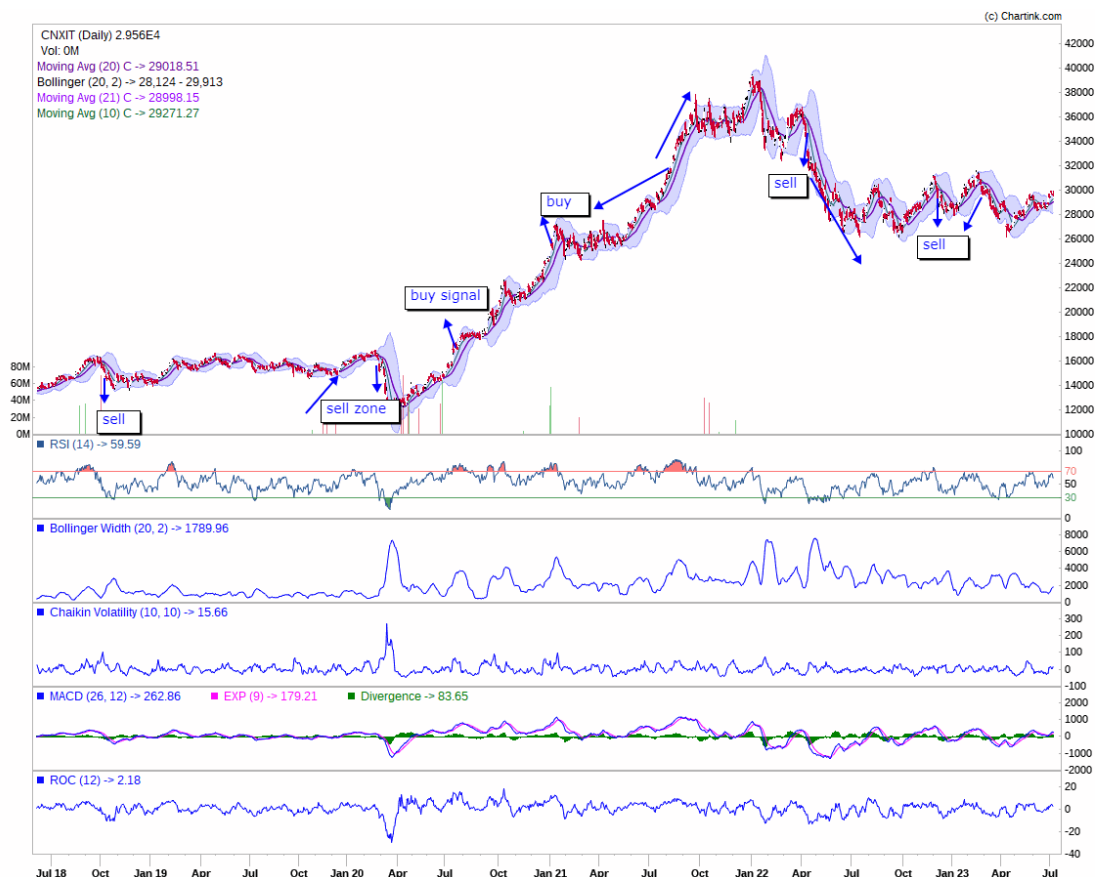 (c) Chartink.com
CNXIT (Daily) 2.956E4
Vol: 0M
Moving Avg (20) C -> 29018.51
Bollinger (20, 2) -> 28,124 - 29,913
Moving Avg (21) C -> 28998.15
Moving Avg (10) C -> 29271.27
42000
40000
38000
36000
34000
32000
30000
28000
26000
24000
22000
20000
18000
16000
14000
12000
10000
80M
60M
40M
20M
0M
sell
sell zone
buy signal
buy
sell
sell
RSI (14) -> 59.59
100
70
50
30
0
Bollinger Width (20, 2) -> 1789.96
8000
6000
4000
2000
0
Chaikin Volatility (10, 10) -> 15.66
300
200
100
0
-100
MACD (26, 12) -> 262.86 EXP (9) -> 179.21 Divergence -> 83.65
2000
1000
0
-1000
-2000
ROC (12) -> 2.18
20
0
-20
-40
Jul 18 Oct Jan 19 Apr Jul Oct Jan 20 Apr Jul Oct Jan 21 Apr Jul Oct Jan 22 Apr Jul Oct Jan 23 Apr Jul